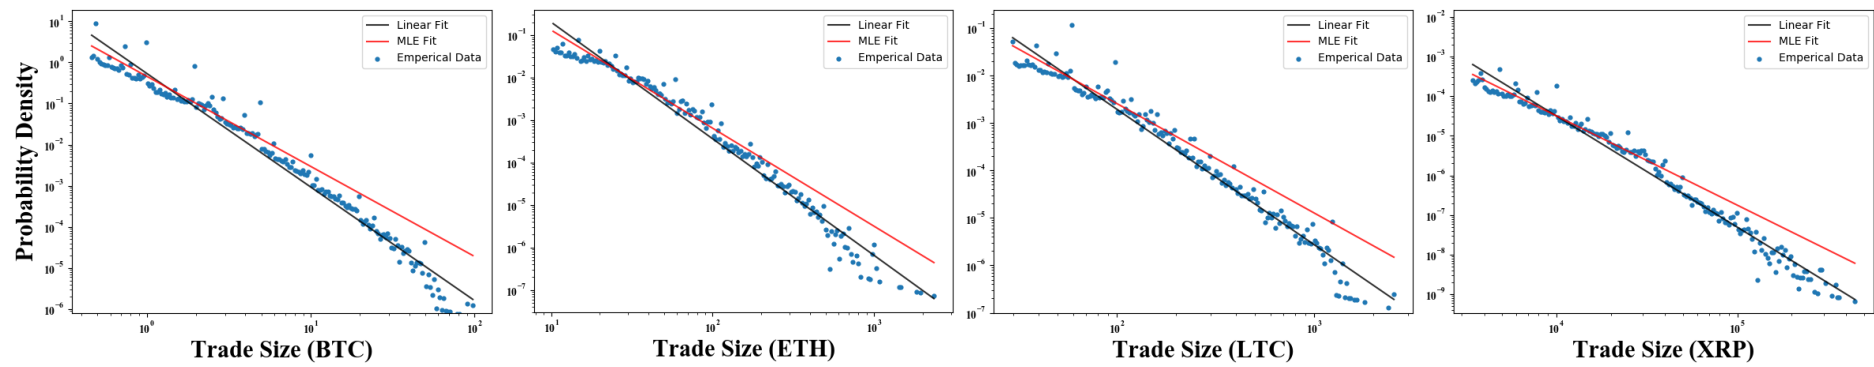 Probability Density
10^1
10^0
10^-1
10^-2
10^-3
10^-4
10^-5
10^-6
10^0 10^1 10^2
Linear Fit
MLE Fit
Emperical Data
Trade Size (BTC)
10^-1
10^-2
10^-3
10^-4
10^-5
10^-6
10^-7
10^1 10^2 10^3
Linear Fit
MLE Fit
Emperical Data
Trade Size (ETH)
10^-1
10^-2
10^-3
10^-4
10^-5
10^-6
10^-7
10^2 10^3
Linear Fit
MLE Fit
Emperical Data
Trade Size (LTC)
10^-2
10^-3
10^-4
10^-5
10^-6
10^-7
10^-8
10^-9
10^4 10^5
Linear Fit
MLE Fit
Emperical Data
Trade Size (XRP)